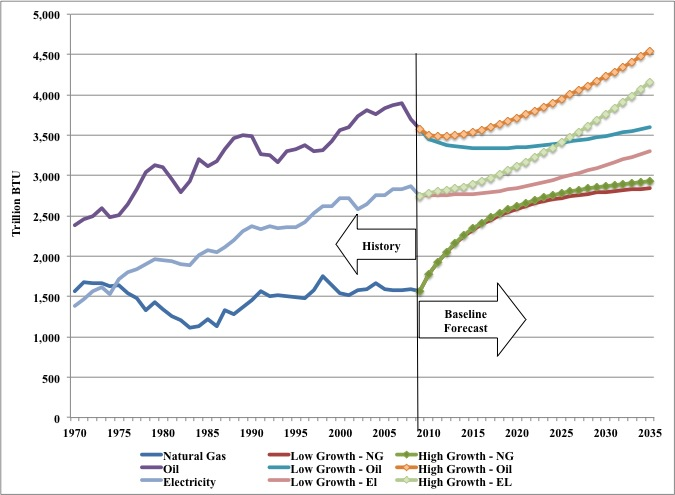 5,000
4,500
4,000
3,500
3,000
2,500
2,000
1,500
1,000
500
0
Trillion BTU
History
Baseline
Forecast
1970 1975 1980 1985 1990 1995 2000 2005 2010 2015 2020 2025 2030 2035
Natural Gas Low Growth - NG High Growth - NG
Oil Low Growth - Oil High Growth - Oil
Electricity Low Growth - El High Growth - EL